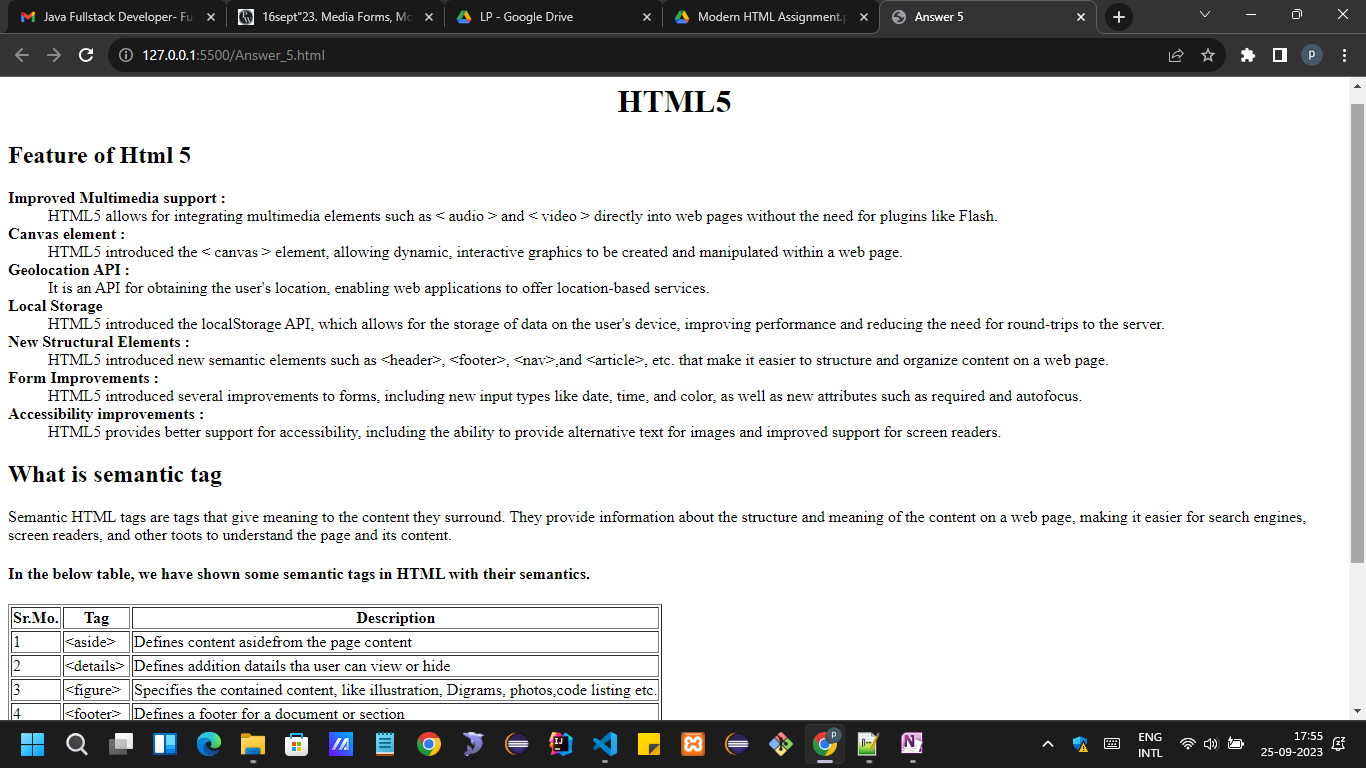 Java Fullstack Developer- Fu
16sept"23. Media Forms, Mo
LP - Google Drive
Modern HTML Assignment.p
Answer 5
127.0.0.1:5500/Answer_5.html
p
HTML5
Feature of Html 5
Improved Multimedia support :
HTML5 allows for integrating multimedia elements such as < audio > and < video > directly into web pages without the need for plugins like Flash.
Canvas element :
HTML5 introduced the < canvas > element, allowing dynamic, interactive graphics to be created and manipulated within a web page.
Geolocation API :
It is an API for obtaining the user's location, enabling web applications to offer location-based services.
Local Storage
HTML5 introduced the localStorage API, which allows for the storage of data on the user's device, improving performance and reducing the need for round-trips to the server.
New Structural Elements :
HTML5 introduced new semantic elements such as <header>, <footer>, <nav>,and <article>, etc. that make it easier to structure and organize content on a web page.
Form Improvements :
HTML5 introduced several improvements to forms, including new input types like date, time, and color, as well as new attributes such as required and autofocus.
Accessibility improvements :
HTML5 provides better support for accessibility, including the ability to provide alternative text for images and improved support for screen readers.
What is semantic tag
Semantic HTML tags are tags that give meaning to the content they surround. They provide information about the structure and meaning of the content on a web page, making it easier for search engines,
screen readers, and other toots to understand the page and its content.
In the below table, we have shown some semantic tags in HTML with their semantics.
Sr.Mo. Tag Description
1 <aside> Defines content asidefrom the page content
2 <details> Defines addition datails tha user can view or hide
3 <figure> Specifies the contained content, like illustration, Digrams, photos,code listing etc.
4 <footer> Defines a footer for a document or section
ENG
INTL
17:55
25-09-2023